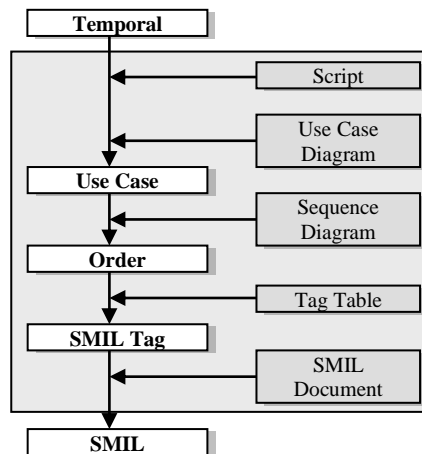 Temporal
Script
Use Case
Diagram
Use Case
Sequence
Diagram
Order
Tag Table
SMIL Tag
SMIL
Document
SMIL